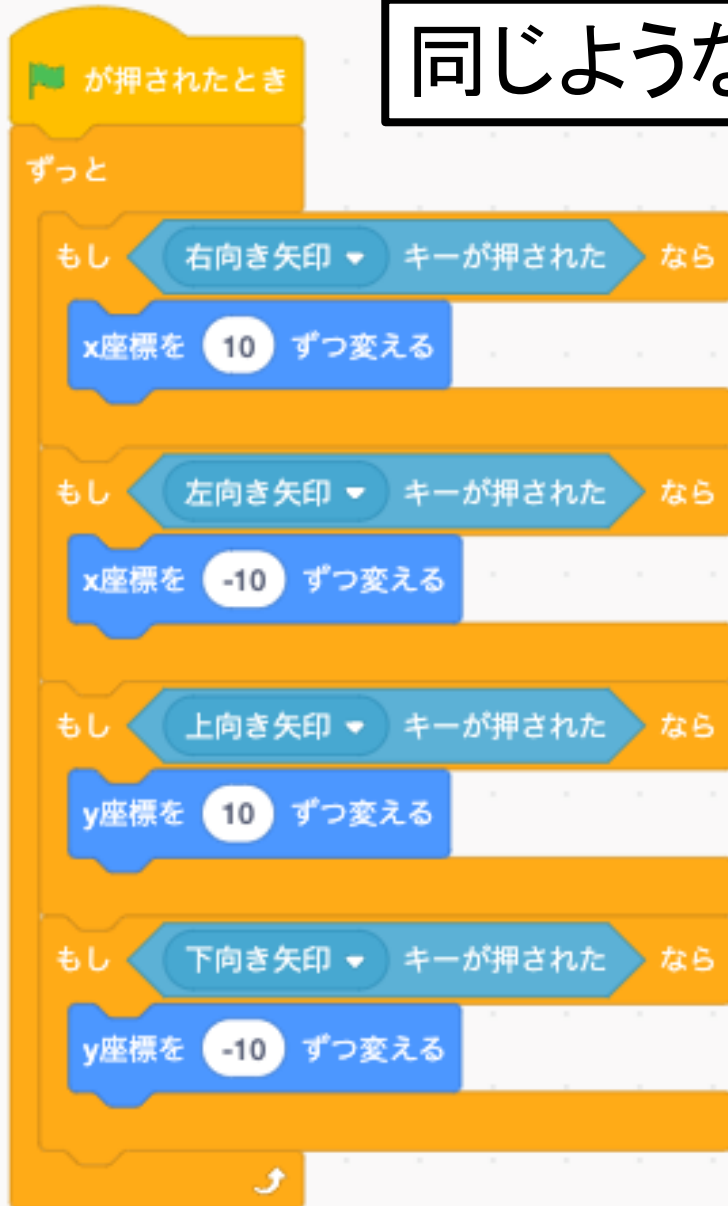 が押されたとき
同じような
ずっと
もし 右向き矢印 キーが押された なら
x座標を 10 ずつ変える
もし 左向き矢印 キーが押された なら
x座標を -10 ずつ変える
もし 上向き矢印 キーが押された なら
y座標を 10 ずつ変える
もし 下向き矢印 キーが押された なら
y座標を -10 ずつ変える